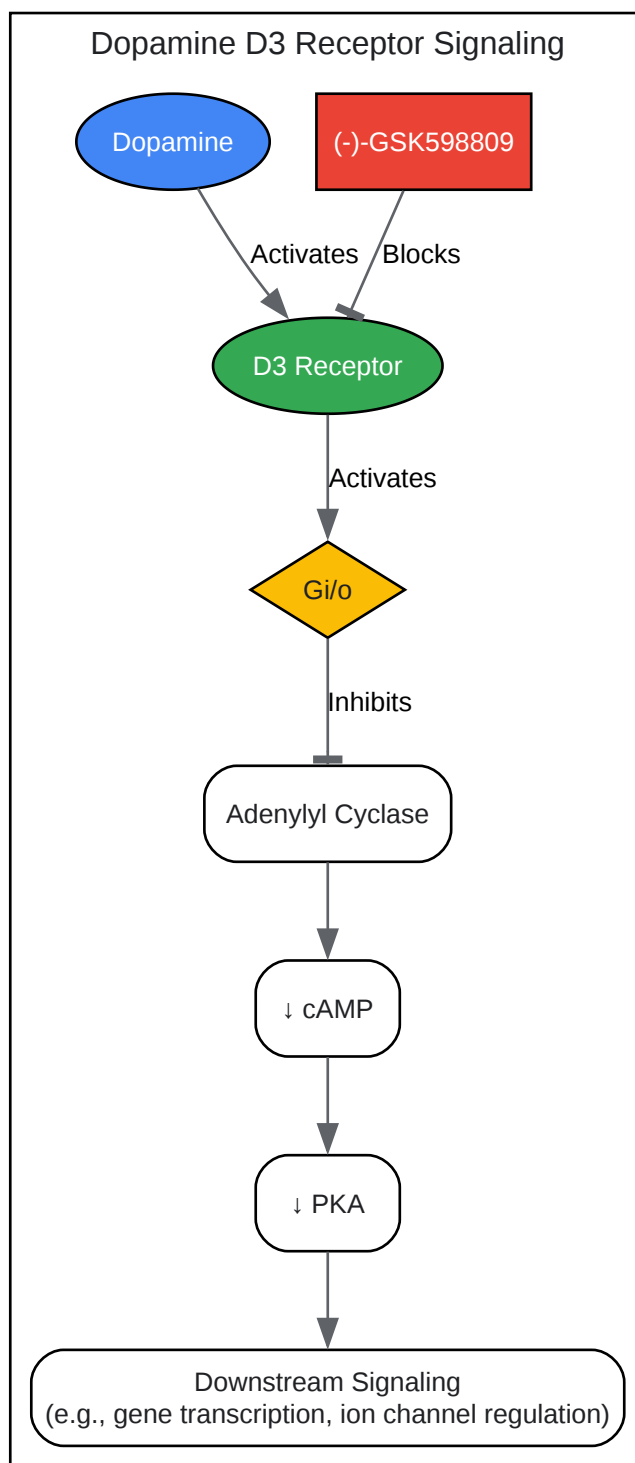 Dopamine D3 Receptor Signaling
Dopamine
(-)-GSK598809
Activates
Blocks
D3 Receptor
Activates
Gi/o
Inhibits
Adenylyl Cyclase
↓ cAMP
↓ PKA
Downstream Signaling
(e.g., gene transcription, ion channel regulation)